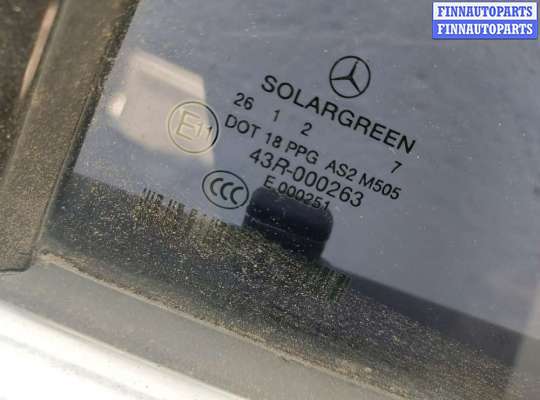 FINNAUTOPARTS
FINNAUTOPARTS
SOLARGREEN
26 1 2 7
E11
DOT 18 PPG AS2 M505
43R-000263
CCC
E 000251